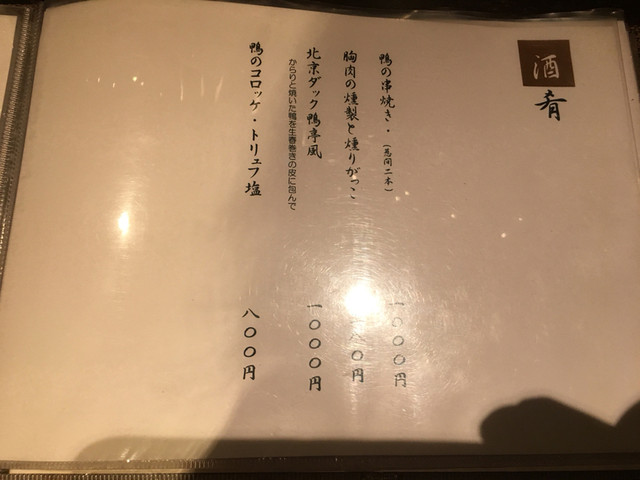 酒肴
鴨の串焼き・
一〇〇〇円
胸肉の燻製と燻りがっこ
〇〇円
北京ダック鴨亭風
からりと焼いた鴨を生春巻きの皮に包んで
一〇〇〇円
鴨のコロッケ・トリュフ塩
八〇〇円